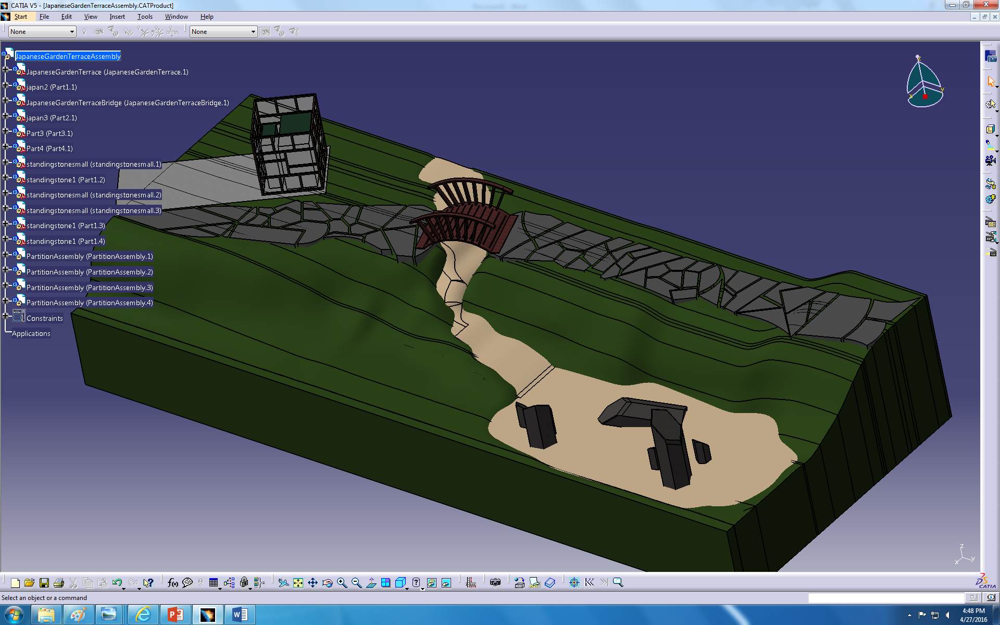 CATIA V5 - [JapaneseGardenTerraceAssembly.CATProduct]
Start File Edit View Insert Tools Window Help
None None
JapaneseGardenTerraceAssembly
JapaneseGardenTerrace (JapaneseGardenTerrace.1)
japan2 (Part1.1)
JapaneseGardenTerraceBridge (JapaneseGardenTerraceBridge.1)
japan3 (Part2.1)
Part3 (Part3.1)
Part4 (Part4.1)
standingstonesmall (standingstonesmall.1)
standingstone1 (Part1.2)
standingstonesmall (standingstonesmall.2)
standingstonesmall (standingstonesmall.3)
standingstone1 (Part1.3)
standingstone1 (Part1.4)
PartitionAssembly (PartitionAssembly.1)
PartitionAssembly (PartitionAssembly.2)
PartitionAssembly (PartitionAssembly.3)
PartitionAssembly (PartitionAssembly.4)
Constraints
Applications
z
y
x
z
x y
f(x)
CATIA
Select an object or a command
4:48 PM
4/27/2016